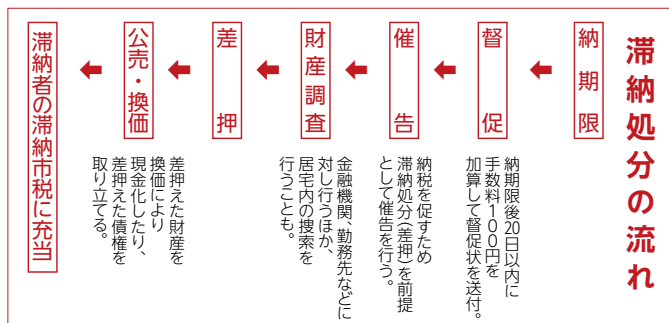 滞納処分の流れ
納期限
督促
納期限後20日以内に
手数料100円を
加算して督促状を送付。
催告
納税を促すため
滞納処分(差押)を前提
として催告を行う。
財産調査
金融機関、勤務先などに
対し行うほか、
居宅内の捜索を
行うことも。
差押
公売・換価
差押えた財産を
換価により
現金化したり、
差押えた債権を
取り立てる。
滞納者の滞納市税に充当